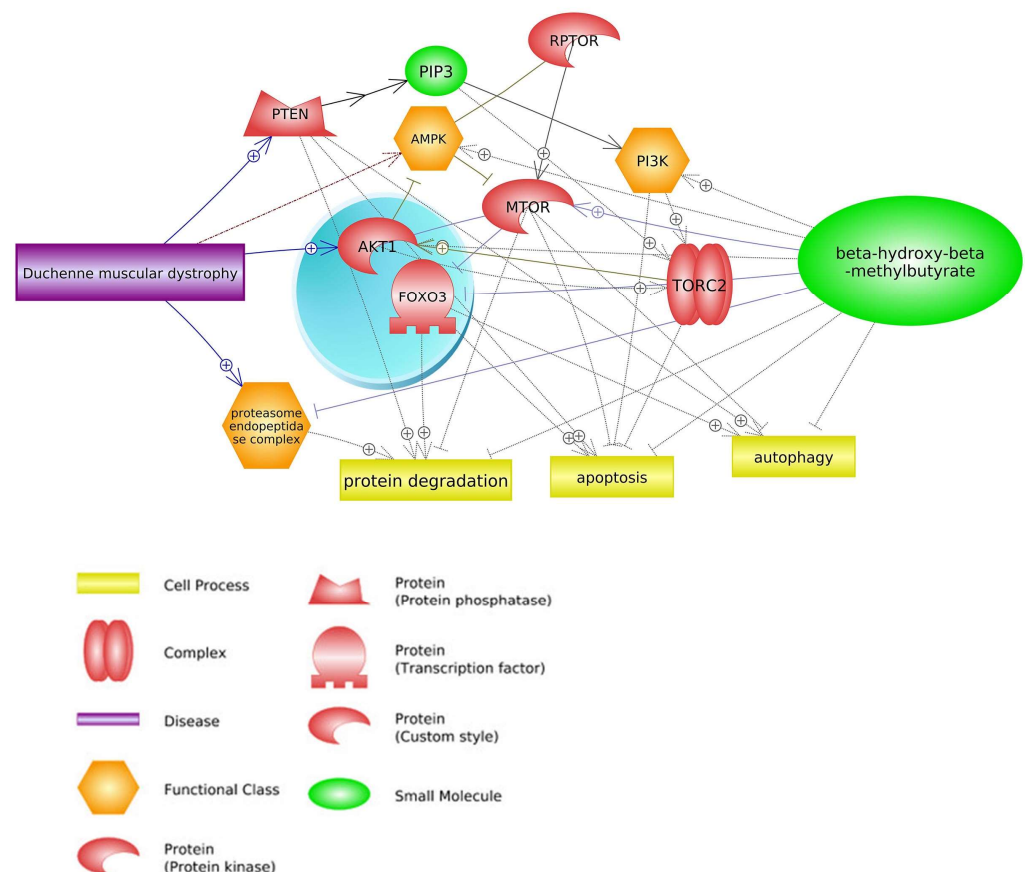 RPTOR
PIP3
PTEN
AMPK
PI3K
MTOR
AKT1
beta-hydroxy-beta
-methylbutyrate
Duchenne muscular dystrophy
TORC2
FOXO3
proteasome
endopeptida
se complex
protein degradation
apoptosis
autophagy
Cell Process
Complex
Disease
Functional Class
Protein
(Protein kinase)
Protein
(Protein phosphatase)
Protein
(Transcription factor)
Protein
(Custom style)
Small Molecule